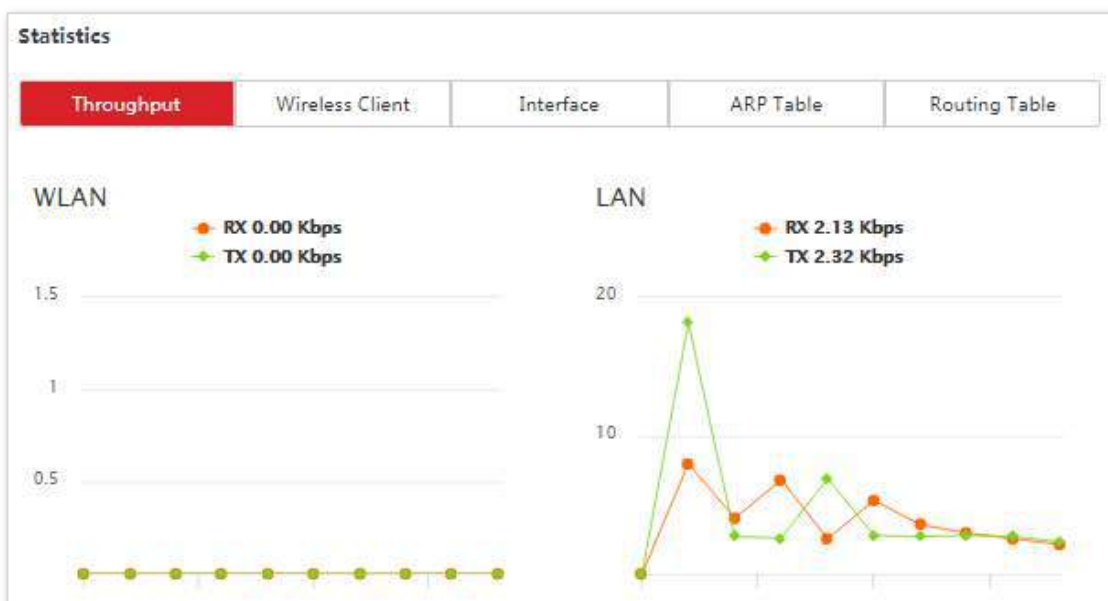 Statistics
Throughput Wireless Client Interface ARP Table Routing Table
WLAN
RX 0.00 Kbps
TX 0.00 Kbps
1.5
1
0.5
LAN
RX 2.13 Kbps
TX 2.32 Kbps
20
10